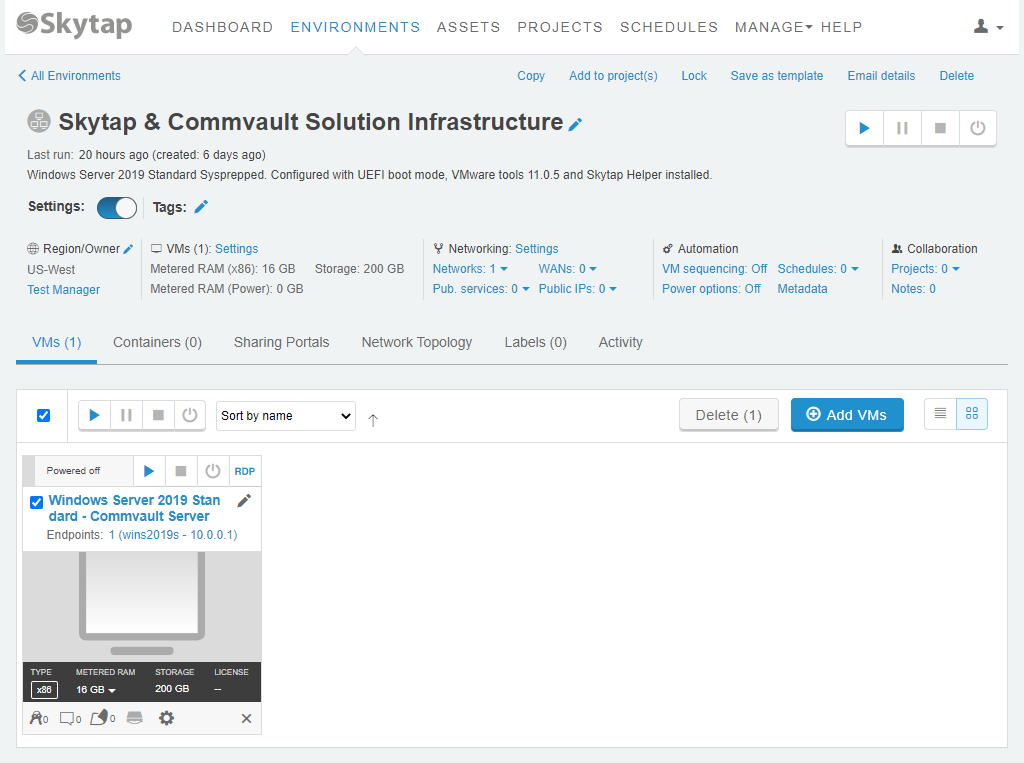 Skytap DASHBOARD ENVIRONMENTS ASSETS PROJECTS SCHEDULES MANAGE HELP
All Environments Copy Add to project(s) Lock Save as template Email details Delete
Skytap & Commvault Solution Infrastructure
Last run: 20 hours ago (created: 6 days ago)
Windows Server 2019 Standard Sysprepped. Configured with UEFI boot mode, VMware tools 11.0.5 and Skytap Helper installed.
Settings: Tags:
Region/Owner VMs (1): Settings Networking: Settings Automation Collaboration
US-West Metered RAM (x86): 16 GB Storage: 200 GB Networks: 1 WANs: 0 VM sequencing: Off Schedules: 0 Projects: 0
Test Manager Metered RAM (Power): 0 GB Pub. services: 0 Public IPs: 0 Power options: Off Metadata Notes: 0
VMs (1) Containers (0) Sharing Portals Network Topology Labels (0) Activity
Sort by name Delete (1) Add VMs
Powered off RDP
Windows Server 2019 Stan
dard - Commvault Server
Endpoints: 1 (wins2019s - 10.0.0.1)
TYPE METERED RAM STORAGE LICENSE
x86 16 GB 200 GB --
0 0 0